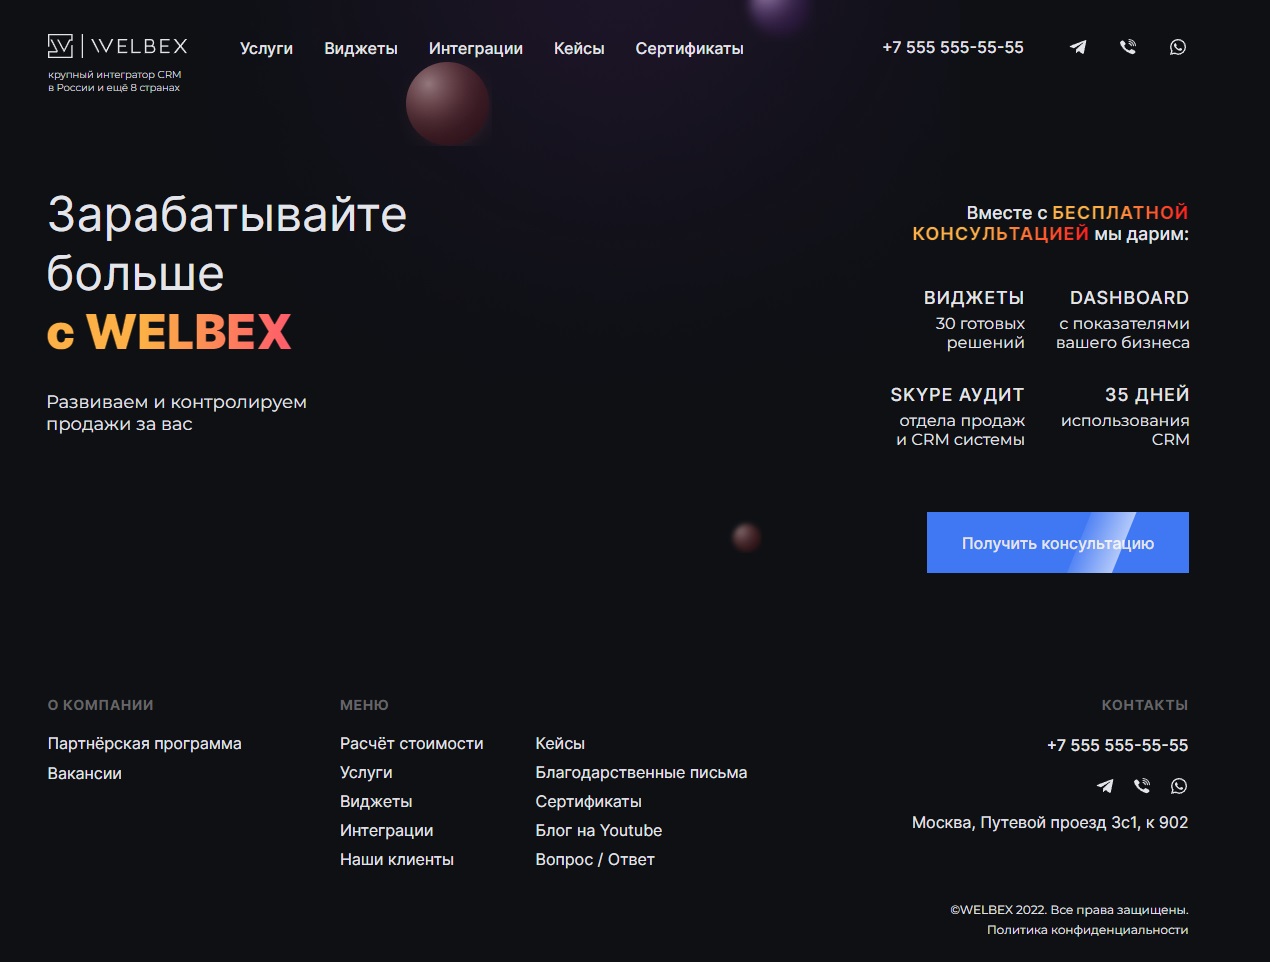 WELBEX
крупный интегратор CRM
в России и ещё 8 странах
Услуги
Виджеты
Интеграции
Кейсы
Сертификаты
+7 555 555-55-55
Зарабатывайте
больше
с WELBEX
Развиваем и контролируем
продажи за вас
Вместе с БЕСПЛАТНОЙ
КОНСУЛЬТАЦИЕЙ мы дарим:
ВИДЖЕТЫ
30 готовых
решений
DASHBOARD
с показателями
вашего бизнеса
SKYPE АУДИТ
отдела продаж
и CRM системы
35 ДНЕЙ
использования
CRM
Получить консультацию
О КОМПАНИИ
Партнёрская программа
Вакансии
МЕНЮ
Расчёт стоимости
Услуги
Виджеты
Интеграции
Наши клиенты
Кейсы
Благодарственные письма
Сертификаты
Блог на Youtube
Вопрос / Ответ
КОНТАКТЫ
+7 555 555-55-55
Москва, Путевой проезд 3с1, к 902
©WELBEX 2022. Все права защищены.
Политика конфиденциальности